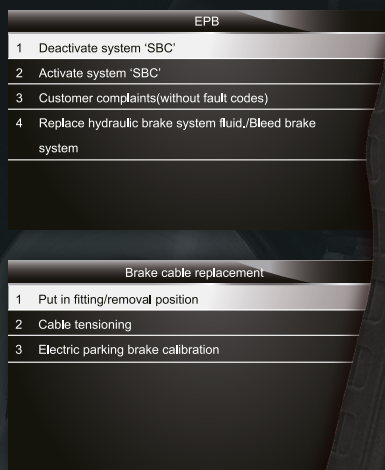 EPB
1 Deactivate system ‘SBC’
2 Activate system ‘SBC’
3 Customer complaints(without fault codes)
4 Replace hydraulic brake system fluid./Bleed brake
system
Brake cable replacement
1 Put in fitting/removal position
2 Cable tensioning
3 Electric parking brake calibration